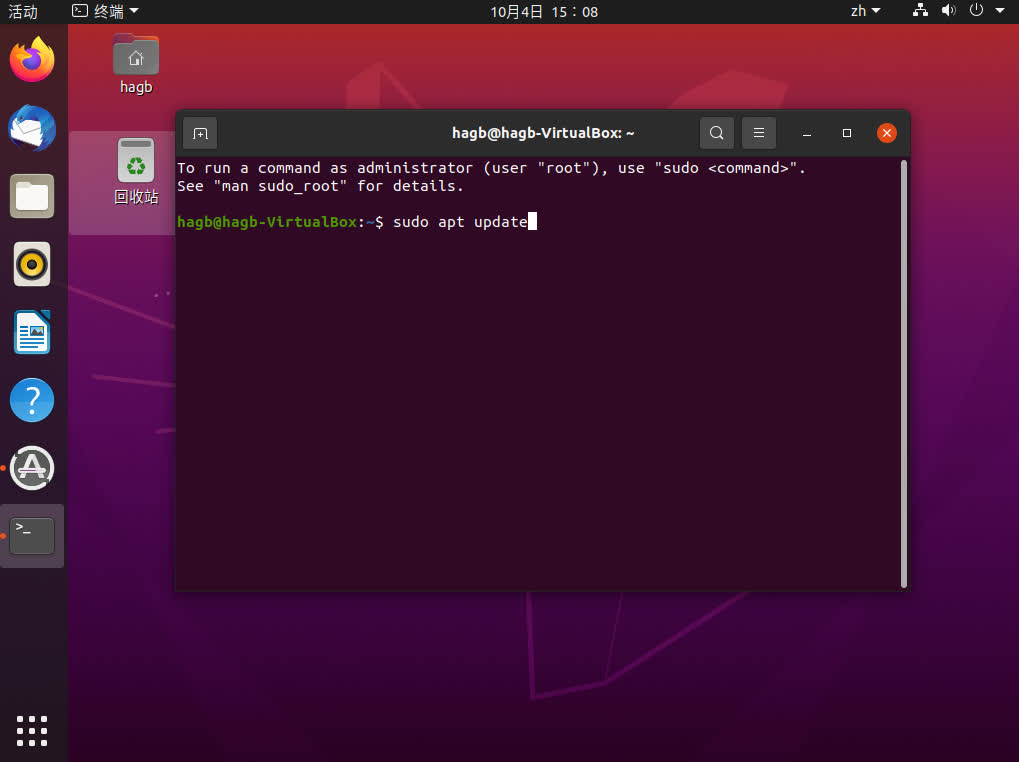 活动 终端 10月4日 15：08 zh
hagb
回收站
hagb@hagb-VirtualBox: ~
To run a command as administrator (user "root"), use "sudo <command>".
See "man sudo_root" for details.
hagb@hagb-VirtualBox:~$ sudo apt update